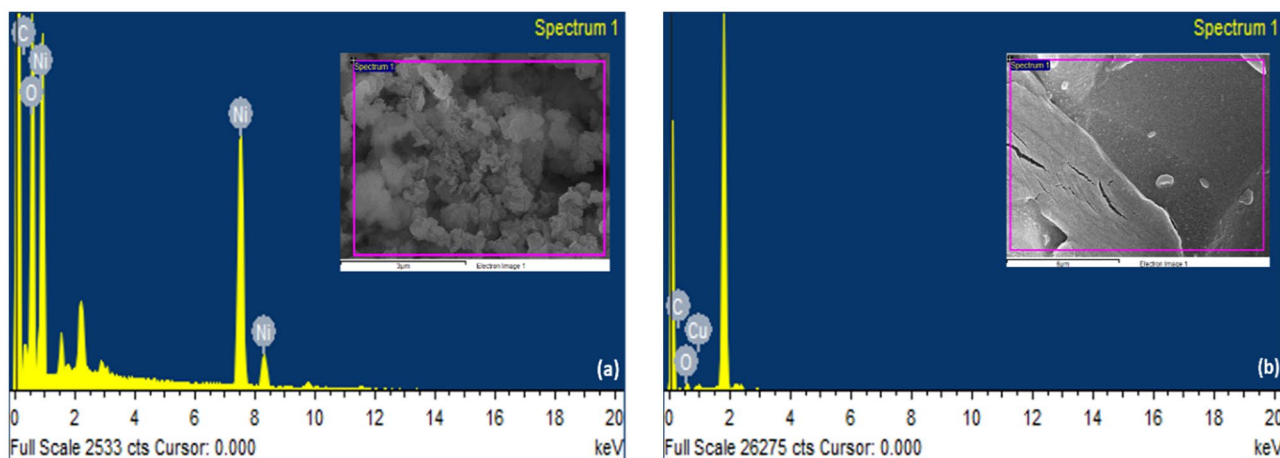 Spectrum 1
C
Ni
O
Ni
Ni
Spectrum 1
3µm
Electron Image 1
(a)
0 2 4 6 8 10 12 14 16 18 20
Full Scale 2533 cts Cursor: 0.000
keV
Spectrum 1
Spectrum 1
6µm
Electron Image 1
C
Cu
O
(b)
0 2 4 6 8 10 12 14 16 18 20
Full Scale 26275 cts Cursor: 0.000
keV